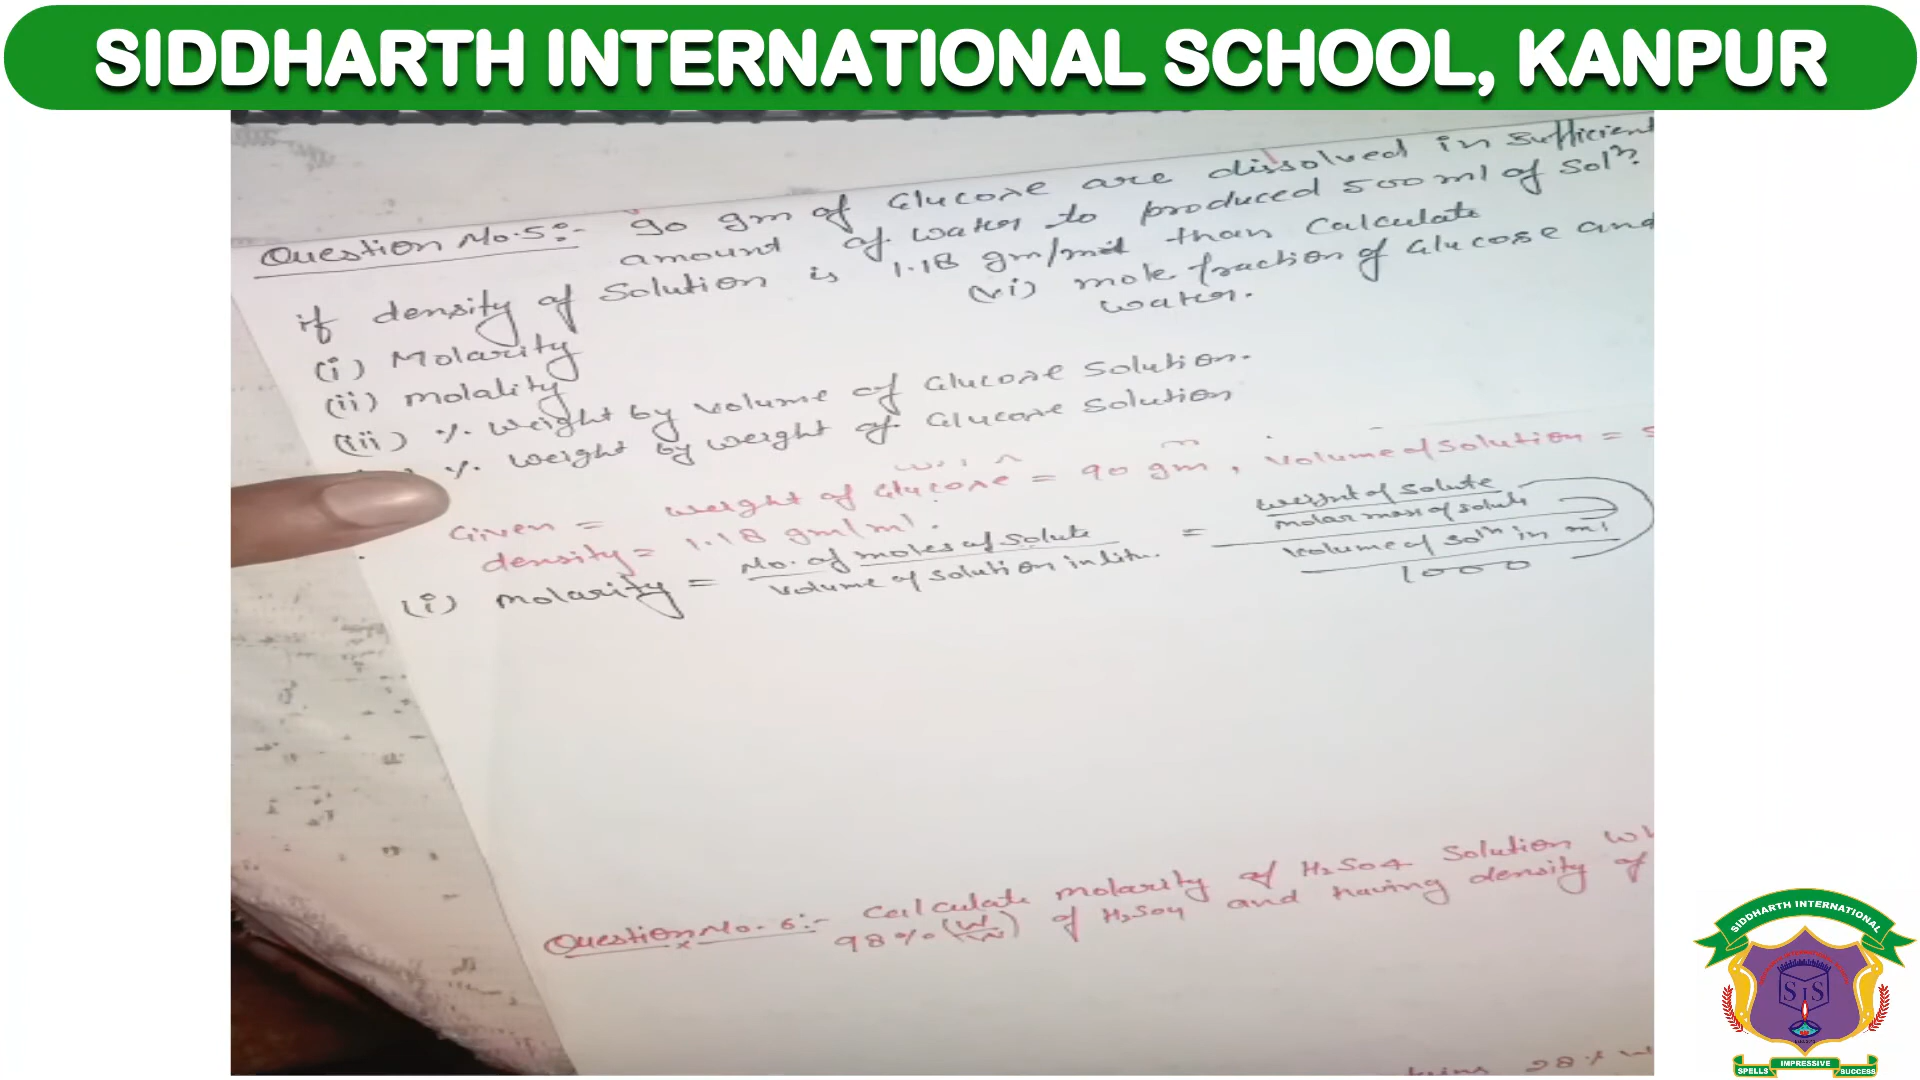 SIDDHARTH INTERNATIONAL SCHOOL, KANPUR
Question No.5:- 90 gm of Glucose are dissolved in sufficient
amount of water to produced 500 ml of Solⁿ.
if density of Solution is 1.18 gm/ml than Calculate
(i) Molarity
(vi) mole fraction of Glucose and
water.
(ii) molality
(iii) % weight by volume of Glucose Solution.
% weight by weight of Glucose Solution
Given = weight of Glucose = 90 gm, volume of solution =
density = 1.18 gm/ml.
(i) molarity = No. of moles of solute / volume of solution in litr. = weight of solute / molar mass of solute / volume of solⁿ in ml / 1000
Question No. 6:- Calculate molarity of H₂SO4 Solution
98% (W/W) of H₂SO4 and having density of
28%
SIDDHARTH INTERNATIONAL
SIS
SPELLS IMPRESSIVE SUCCESS